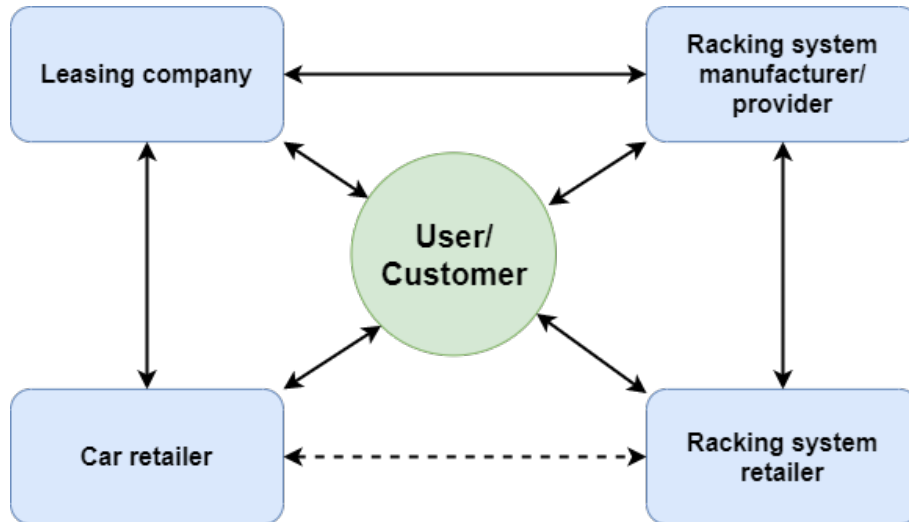 Leasing company
Racking system
manufacturer/
provider
User/
Customer
Car retailer
Racking system
retailer